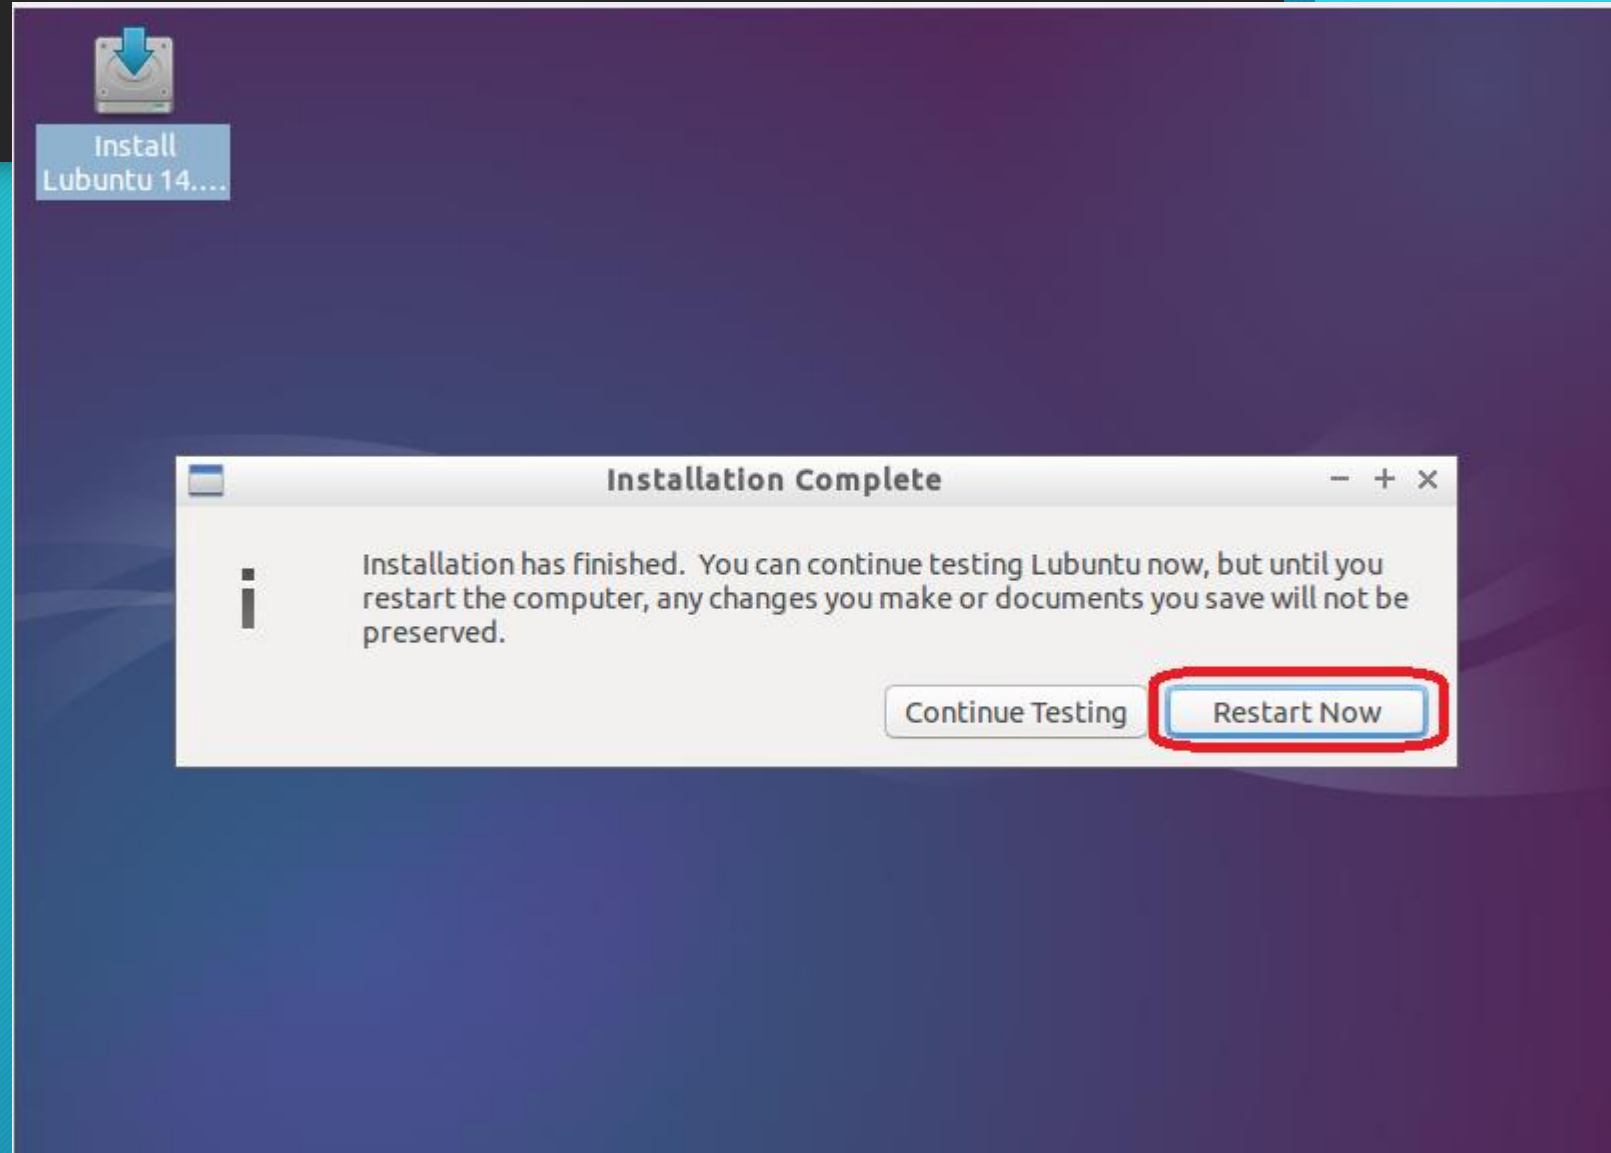 Install
Lubuntu 14....
Installation Complete
Installation has finished.  You can continue testing Lubuntu now, but until you
restart the computer, any changes you make or documents you save will not be
preserved.
Continue Testing
Restart Now